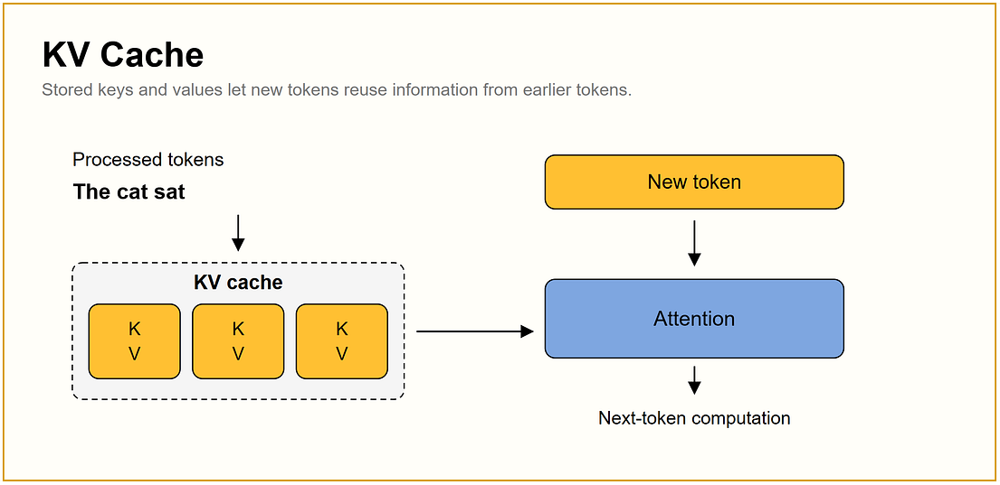 KV Cache
Stored keys and values let new tokens reuse information from earlier tokens.
Processed tokens
The cat sat
KV cache
K
V
K
V
K
V
New token
Attention
Next-token computation